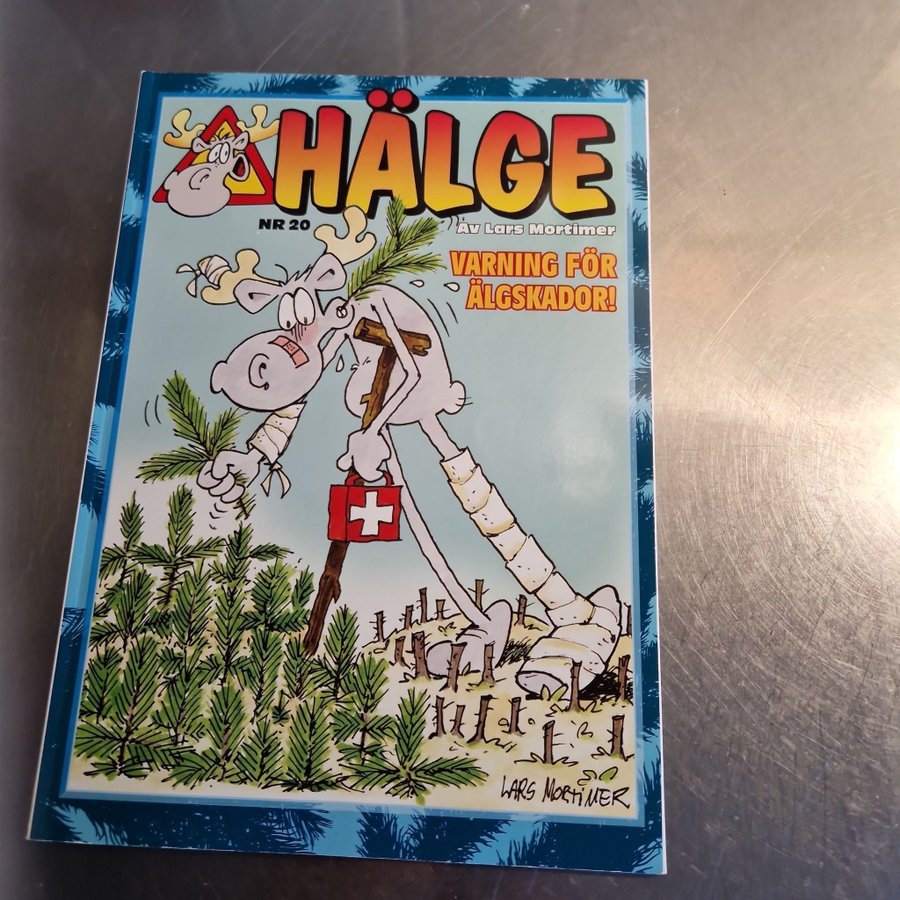 HÄLGE
NR 20
Av Lars Mortimer
VARNING FÖR
ÄLGSKADOR!
LARS MORTIMER